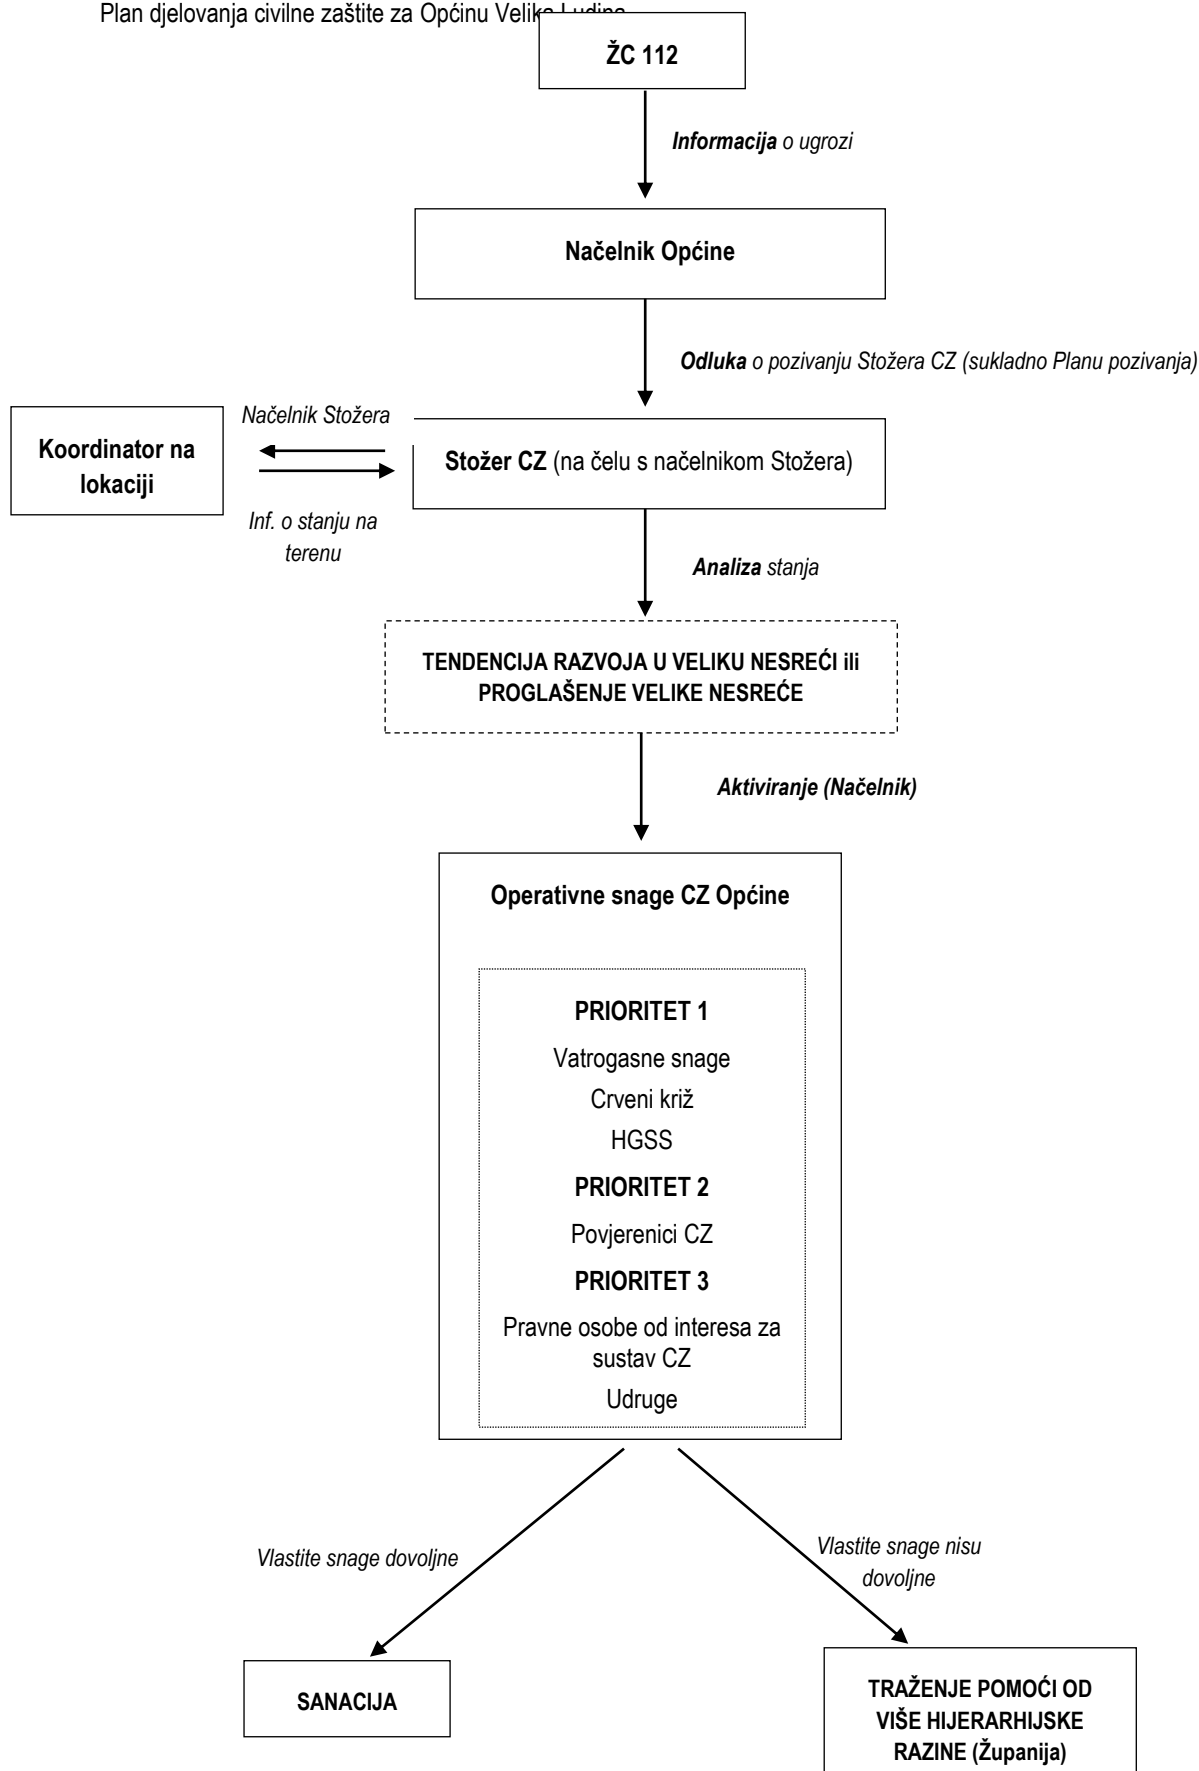 Plan djelovanja civilne zaštite za Općinu Velika Ludina
ŽC 112
Informacija o ugrozi
Načelnik Općine
Odluka o pozivanju Stožera CZ (sukladno Planu pozivanja)
Načelnik Stožera
Koordinator na
lokaciji
Stožer CZ (na čelu s načelnikom Stožera)
Inf. o stanju na
terenu
Analiza stanja
TENDENCIJA RAZVOJA U VELIKU NESREĆI ili
PROGLAŠENJE VELIKE NESREĆE
Aktiviranje (Načelnik)
Operativne snage CZ Općine
PRIORITET 1
Vatrogasne snage
Crveni križ
HGSS
PRIORITET 2
Povjerenici CZ
PRIORITET 3
Pravne osobe od interesa za
sustav CZ
Udruge
Vlastite snage dovoljne
Vlastite snage nisu
dovoljne
SANACIJA
TRAŽENJE POMOĆI OD
VIŠE HIJERARHIJSKE
RAZINE (Županija)